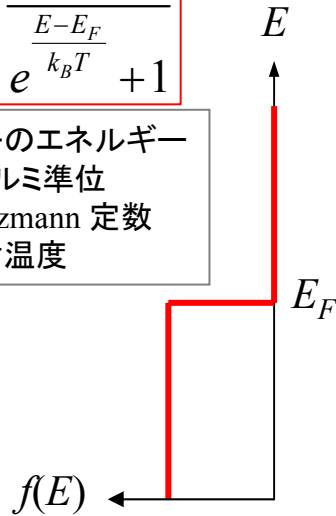 E
E−E_F
k_BT
e +1
のエネルギー
ルミ準位
zmann 定数
温度
E_F
f(E)